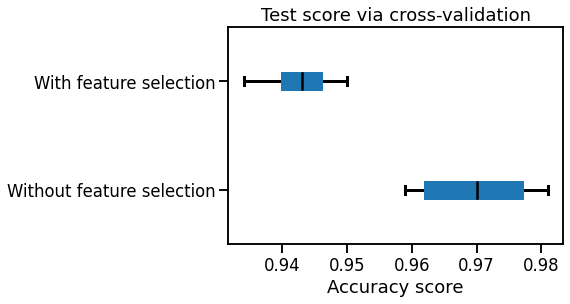 Test score via cross-validation
With feature selection
Without feature selection
0.94 0.95 0.96 0.97 0.98
Accuracy score